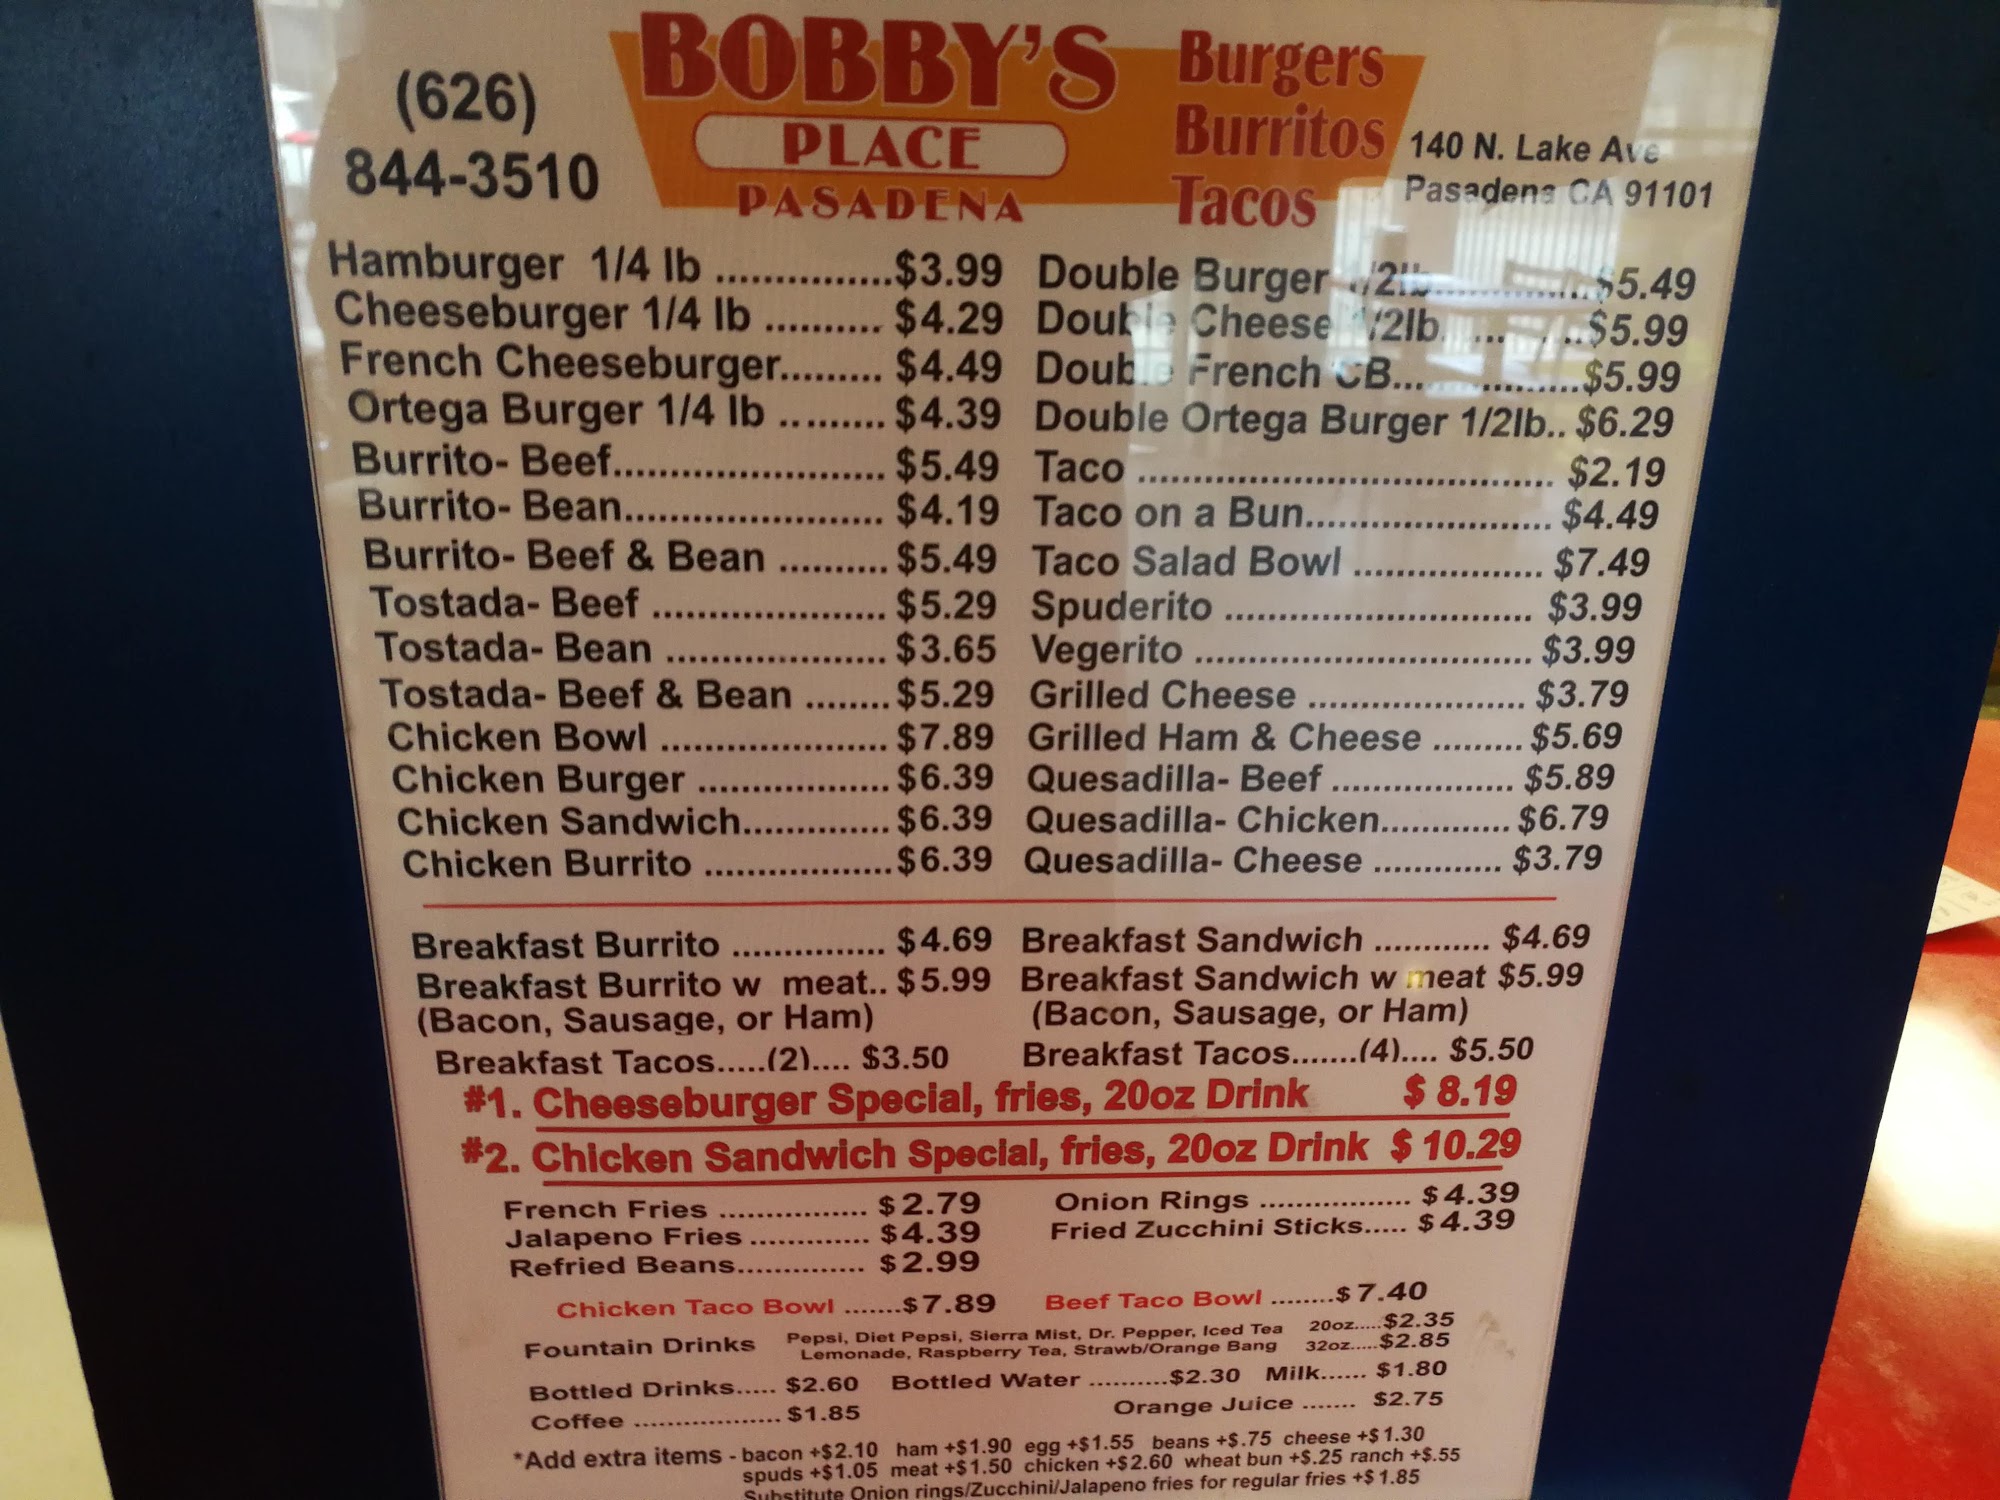 (626)
844-3510
BOBBY'S
PLACE
PASADENA
Burgers
Burritos
Tacos
140 N. Lake Ave
Pasadena CA 91101
Hamburger 1/4 lb ...............$3.99
Cheeseburger 1/4 lb .......... $4.29
French Cheeseburger......... $4.49
Ortega Burger 1/4 lb ......... $4.39
Burrito- Beef........................ $5.49
Burrito- Bean....................... $4.19
Burrito- Beef & Bean .......... $5.49
Tostada- Beef ..................... $5.29
Tostada- Bean .................... $3.65
Tostada- Beef & Bean ........ $5.29
Chicken Bowl ..................... $7.89
Chicken Burger .................. $6.39
Chicken Sandwich.............. $6.39
Chicken Burrito ..................$6.39
Double Burger 1/2lb...............$5.49
Double Cheese 1/2lb...........$5.99
Double French CB.................$5.99
Double Ortega Burger 1/2lb.. $6.29
Taco ....................................... $2.19
Taco on a Bun....................... $4.49
Taco Salad Bowl .................. $7.49
Spuderito ............................. $3.99
Vegerito ................................ $3.99
Grilled Cheese ..................... $3.79
Grilled Ham & Cheese ......... $5.69
Quesadilla- Beef .................. $5.89
Quesadilla- Chicken............. $6.79
Quesadilla- Cheese ............. $3.79
Breakfast Burrito ............... $4.69
Breakfast Burrito w meat.. $5.99
(Bacon, Sausage, or Ham)
Breakfast Tacos.....(2).... $3.50
Breakfast Sandwich ............ $4.69
Breakfast Sandwich w meat $5.99
(Bacon, Sausage, or Ham)
Breakfast Tacos.......(4).... $5.50
#1. Cheeseburger Special, fries, 20oz Drink $ 8.19
#2. Chicken Sandwich Special, fries, 20oz Drink $ 10.29
French Fries ................. $ 2.79
Jalapeno Fries ............. $ 4.39
Refried Beans.............. $ 2.99
Onion Rings ................. $ 4.39
Fried Zucchini Sticks..... $ 4.39
Chicken Taco Bowl .......$ 7.89 Beef Taco Bowl ........$ 7.40
Fountain Drinks
Pepsi, Diet Pepsi, Sierra Mist, Dr. Pepper, Iced Tea 20oz.....$2.35
Lemonade, Raspberry Tea, Strawb/Orange Bang 32oz.....$2.85
Bottled Drinks..... $2.60 Bottled Water ..........$2.30 Milk...... $1.80
Coffee ................... $1.85 Orange Juice ....... $2.75
*Add extra items - bacon +$2.10 ham +$1.90 egg +$1.55 beans +$.75 cheese +$1.30
spuds +$1.05 meat +$1.50 chicken +$2.60 wheat bun +$.25 ranch +$.55
Substitute Onion rings/Zucchini/Jalapeno fries for regular fries +$1.85